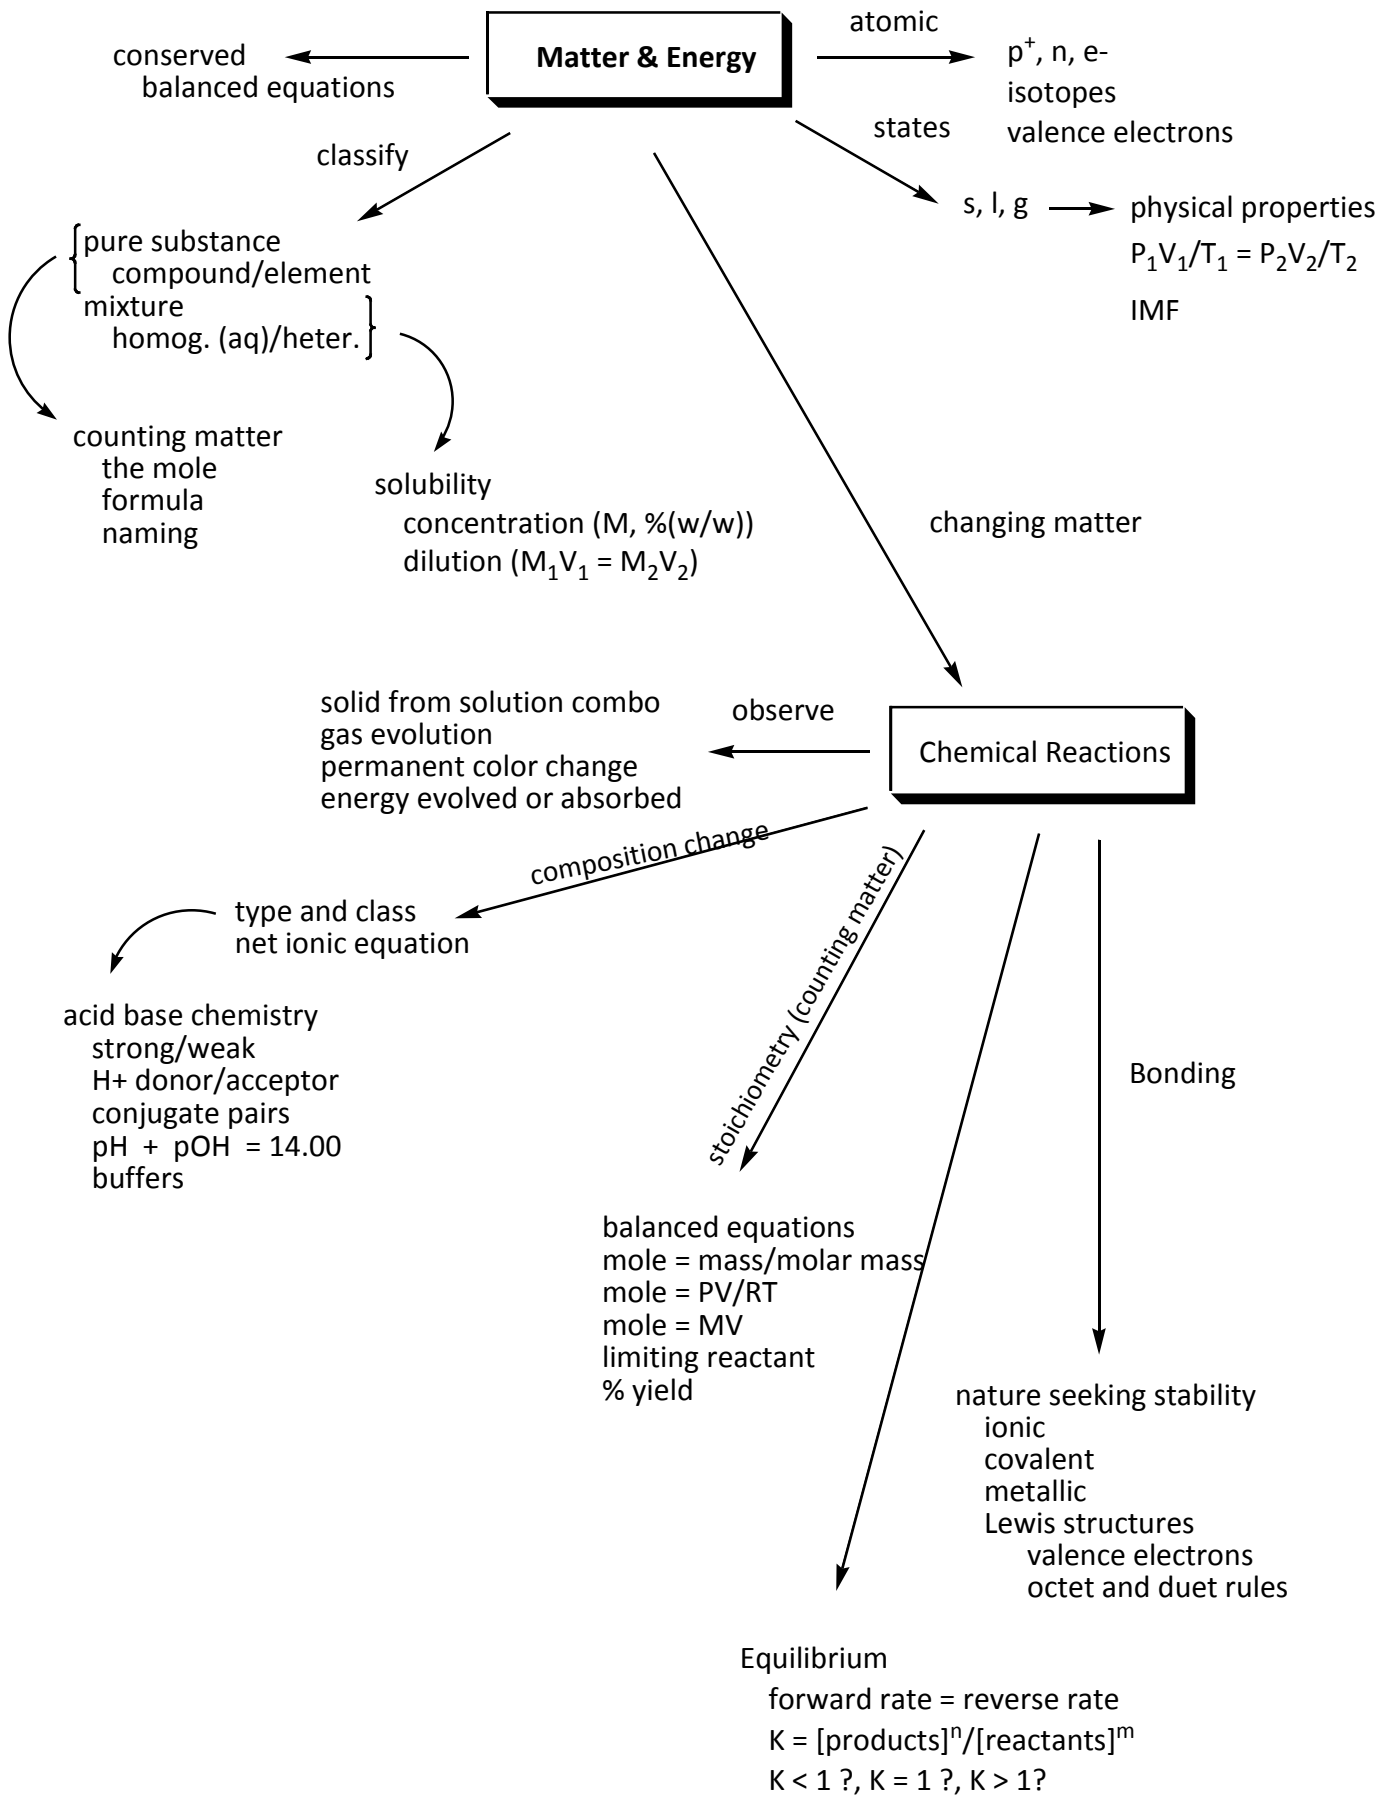 Matter & Energy
atomic
conserved
balanced equations
p⁺, n, e-
isotopes
valence electrons
states
classify
s, l, g
physical properties
P₁V₁/T₁ = P₂V₂/T₂
IMF
pure substance
compound/element
mixture
homog. (aq)/heter.
counting matter
the mole
formula
naming
solubility
concentration (M, %(w/w))
dilution (M₁V₁ = M₂V₂)
changing matter
Chemical Reactions
observe
solid from solution combo
gas evolution
permanent color change
energy evolved or absorbed
composition change
type and class
net ionic equation
acid base chemistry
strong/weak
H+ donor/acceptor
conjugate pairs
pH + pOH = 14.00
buffers
stoichiometry (counting matter)
balanced equations
mole = mass/molar mass
mole = PV/RT
mole = MV
limiting reactant
% yield
Bonding
nature seeking stability
ionic
covalent
metallic
Lewis structures
valence electrons
octet and duet rules
Equilibrium
forward rate = reverse rate
K = [products]ⁿ/[reactants]ᵐ
K < 1 ?, K = 1 ?, K > 1?